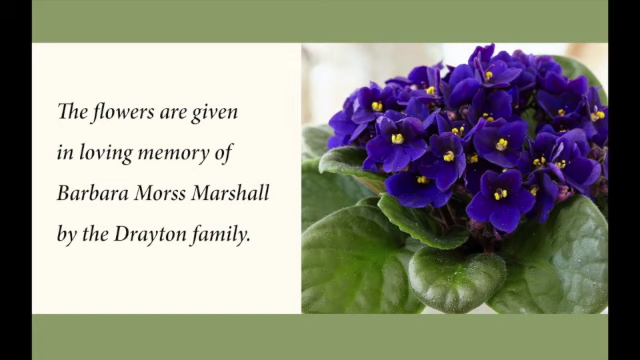 The flowers are given
in loving memory of
Barbara Morss Marshall
by the Drayton family.